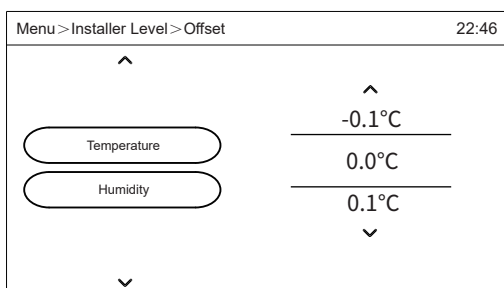 Menu＞Installer Level＞Offset 22:46
-0.1°C
Temperature
0.0°C
Humidity
0.1°C